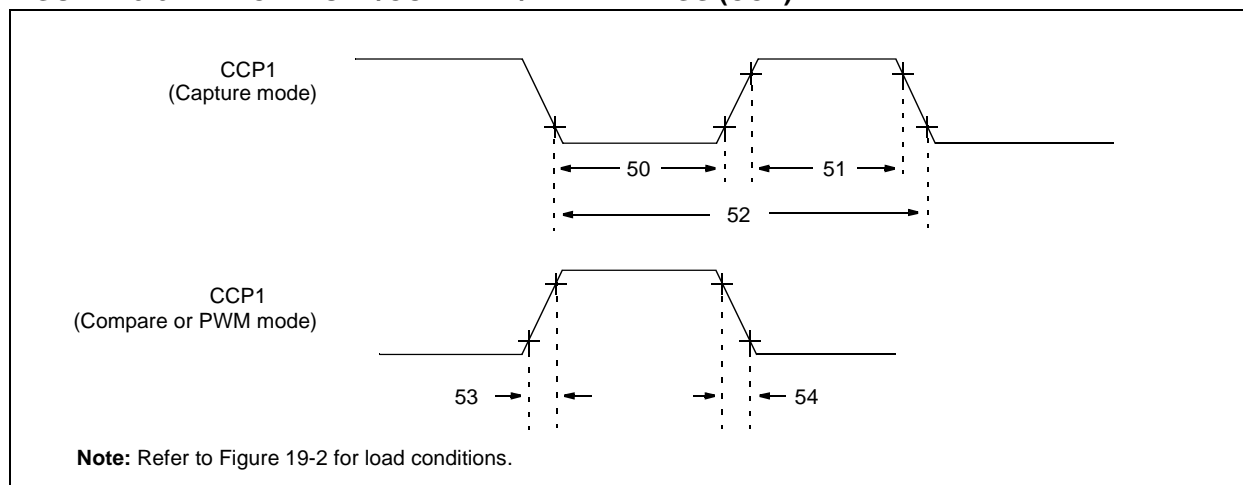 CCP1
(Capture mode)
50
51
52
CCP1
(Compare or PWM mode)
53
54
Note: Refer to Figure 19-2 for load conditions.